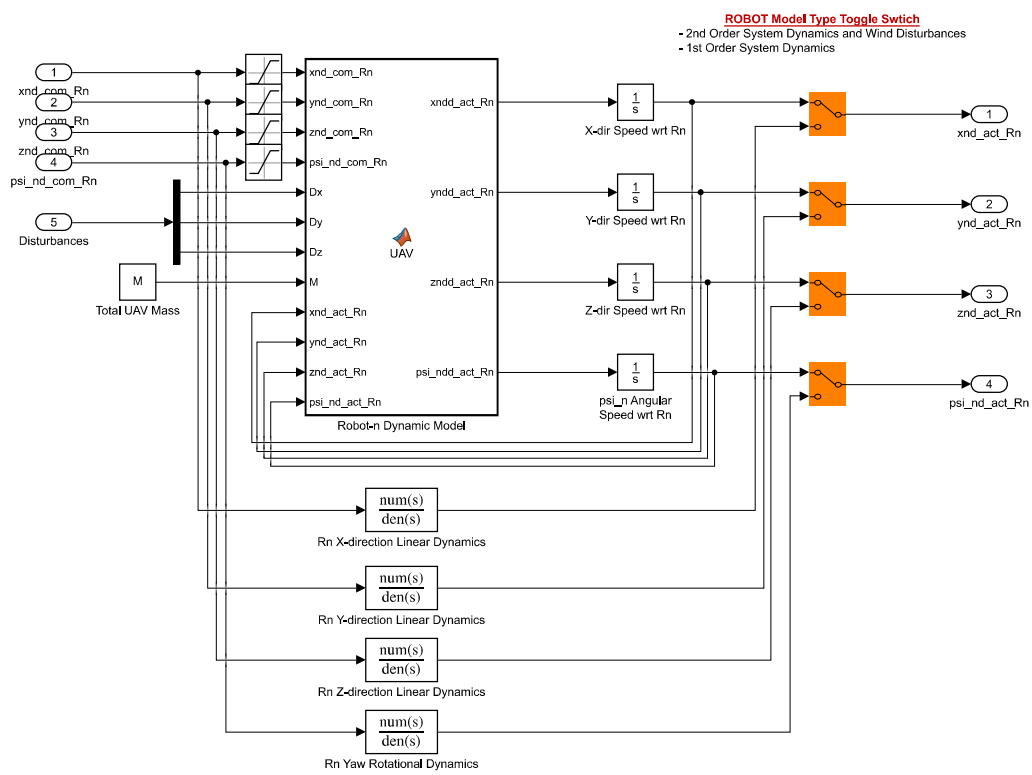 ROBOT Model Type Toggle Swtich
- 2nd Order System Dynamics and Wind Disturbances
- 1st Order System Dynamics
1
xnd_com_Rn
2
ynd_com_Rn
3
znd_com_Rn
4
psi_nd_com_Rn
5
Disturbances
M
Total UAV Mass
xnd_com_Rn
ynd_com_Rn
znd_com_Rn
psi_nd_com_Rn
Dx
Dy
Dz
M
xnd_act_Rn
ynd_act_Rn
znd_act_Rn
psi_nd_act_Rn
UAV
xndd_act_Rn
yndd_act_Rn
zndd_act_Rn
psi_ndd_act_Rn
Robot-n Dynamic Model
1
s
X-dir Speed wrt Rn
1
s
Y-dir Speed wrt Rn
1
s
Z-dir Speed wrt Rn
1
s
psi_n Angular
Speed wrt Rn
1
xnd_act_Rn
2
ynd_act_Rn
3
znd_act_Rn
4
psi_nd_act_Rn
num(s)
den(s)
Rn X-direction Linear Dynamics
num(s)
den(s)
Rn Y-direction Linear Dynamics
num(s)
den(s)
Rn Z-direction Linear Dynamics
num(s)
den(s)
Rn Yaw Rotational Dynamics